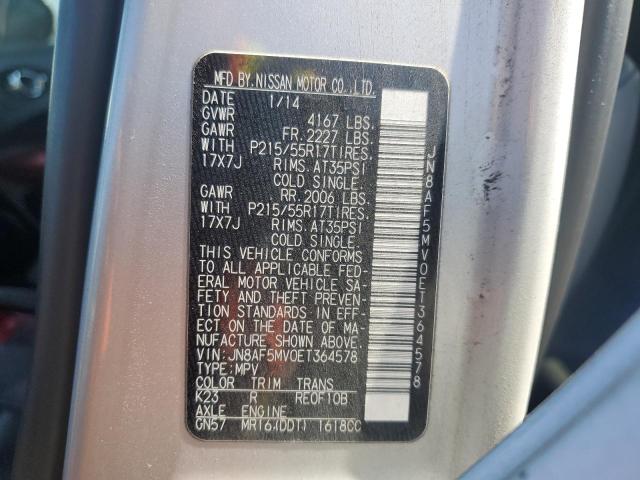 MFD BY NISSAN MOTOR CO., LTD.
DATE 1/14
GVWR 4167 LBS.
GAWR FR. 2227 LBS.
WITH P215/55R17TIRES.
17X7J RIMS. AT35PSI
COLD SINGLE.
GAWR RR. 2006 LBS.
WITH P215/55R17TIRES.
17X7J RIMS. AT35PSI
COLD SINGLE.
THIS VEHICLE CONFORMS
TO ALL APPLICABLE FED-
ERAL MOTOR VEHICLE SA-
FETY AND THEFT PREVEN-
TION STANDARDS IN EFF-
ECT ON THE DATE OF MA-
NUFACTURE SHOWN ABOVE.
VIN: JN8AF5MV0ET364578
TYPE: MPV
COLOR TRIM TRANS
K23 R RE0F10B
AXLE ENGINE
GN57 MR16(DDT) 1618CC
JN8AF5MV0ET364578